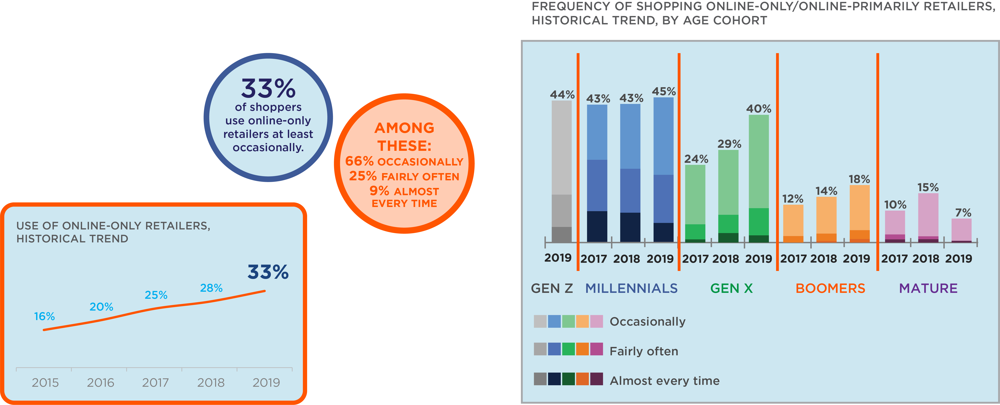 FREQUENCY OF SHOPPING ONLINE-ONLY/ONLINE-PRIMARILY RETAILERS,
HISTORICAL TREND, BY AGE COHORT
33%
of shoppers
use online-only
retailers at least
occasionally.
AMONG
THESE:
66% OCCASIONALLY
25% FAIRLY OFTEN
9% ALMOST
EVERY TIME
USE OF ONLINE-ONLY RETAILERS,
HISTORICAL TREND
16%
20%
25%
28%
33%
2015 2016 2017 2018 2019
44% 43% 43% 45% 24% 29% 40% 12% 14% 18% 10% 15% 7%
2019 2017 2018 2019 2017 2018 2019 2017 2018 2019 2017 2018 2019
GEN Z MILLENNIALS GEN X BOOMERS MATURE
Occasionally
Fairly often
Almost every time